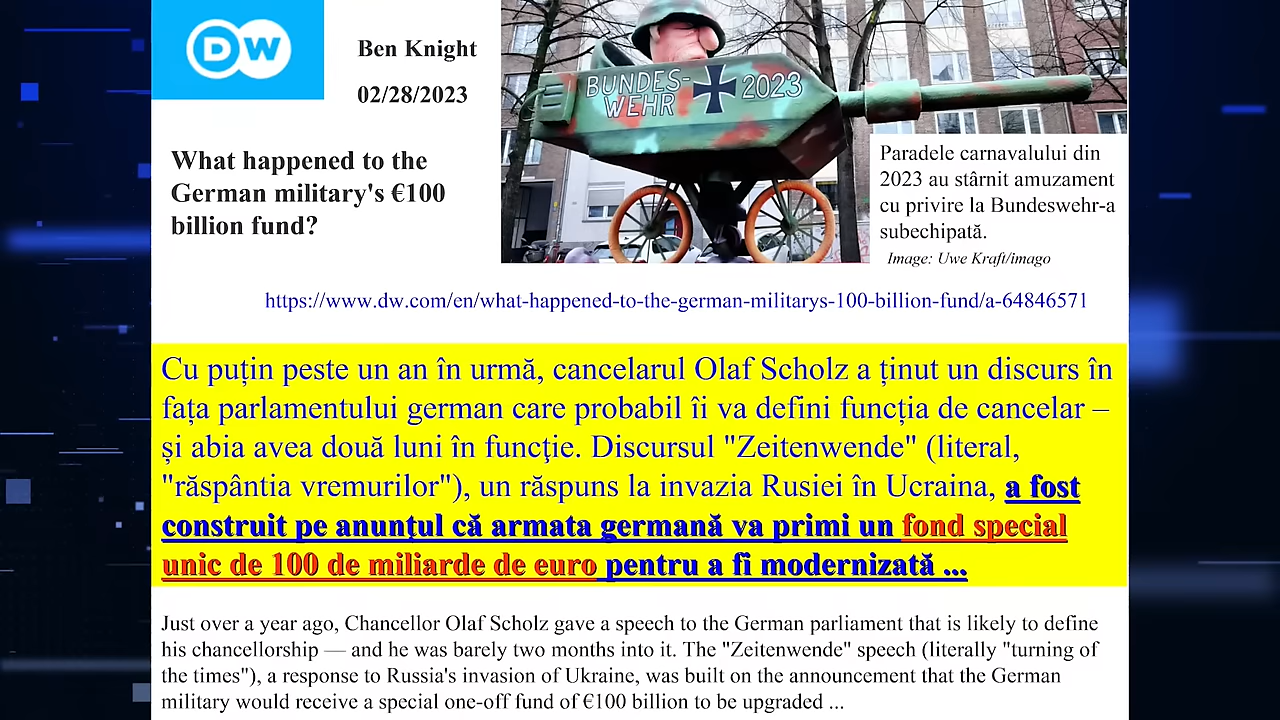 DW
Ben Knight
02/28/2023
What happened to the
German military's €100
billion fund?
BUNDES-
WEHR
2023
Paradele carnavalului din
2023 au stârnit amuzament
cu privire la Bundeswehr-a
subechipată.
Image: Uwe Kraft/imago
https://www.dw.com/en/what-happened-to-the-german-militarys-100-billion-fund/a-64846571
Cu puțin peste un an în urmă, cancelarul Olaf Scholz a ținut un discurs în
fața parlamentului german care probabil îi va defini funcția de cancelar –
și abia avea două luni în funcţie. Discursul "Zeitenwende" (literal,
"răspântia vremurilor"), un răspuns la invazia Rusiei în Ucraina, a fost
construit pe anunțul că armata germană va primi un fond special
unic de 100 de miliarde de euro pentru a fi modernizată ...
Just over a year ago, Chancellor Olaf Scholz gave a speech to the German parliament that is likely to define
his chancellorship — and he was barely two months into it. The "Zeitenwende" speech (literally "turning of
the times"), a response to Russia's invasion of Ukraine, was built on the announcement that the German
military would receive a special one-off fund of €100 billion to be upgraded ...